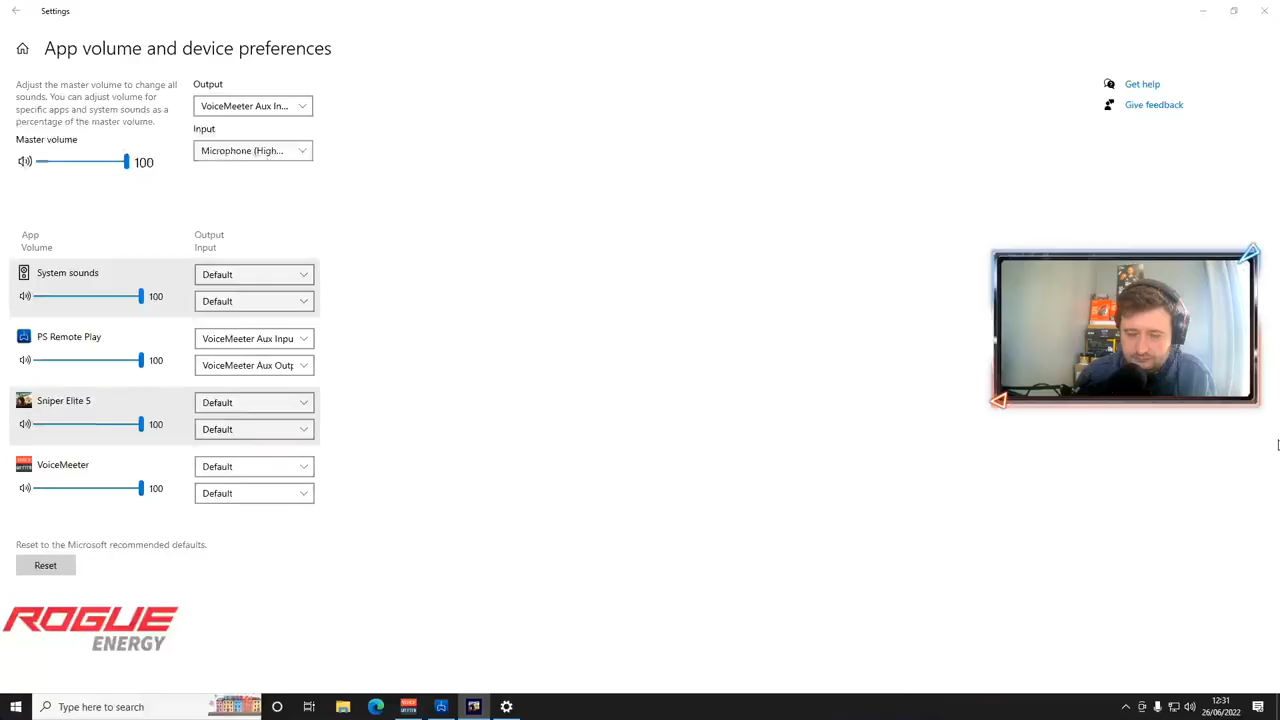 Settings
App volume and device preferences
Adjust the master volume to change all
sounds. You can adjust volume for
specific apps and system sounds as a
percentage of the master volume.
Master volume
100
Output
VoiceMeeter Aux In...
Input
Microphone (High...
Get help
Give feedback
App
Volume
Output
Input
System sounds
100
Default
Default
PS Remote Play
100
VoiceMeeter Aux Inpu
VoiceMeeter Aux Outp
Sniper Elite 5
100
Default
Default
VoiceMeeter
100
Default
Default
Reset to the Microsoft recommended defaults.
Reset
ROGUE
ENERGY
Type here to search
12:31
26/06/2022